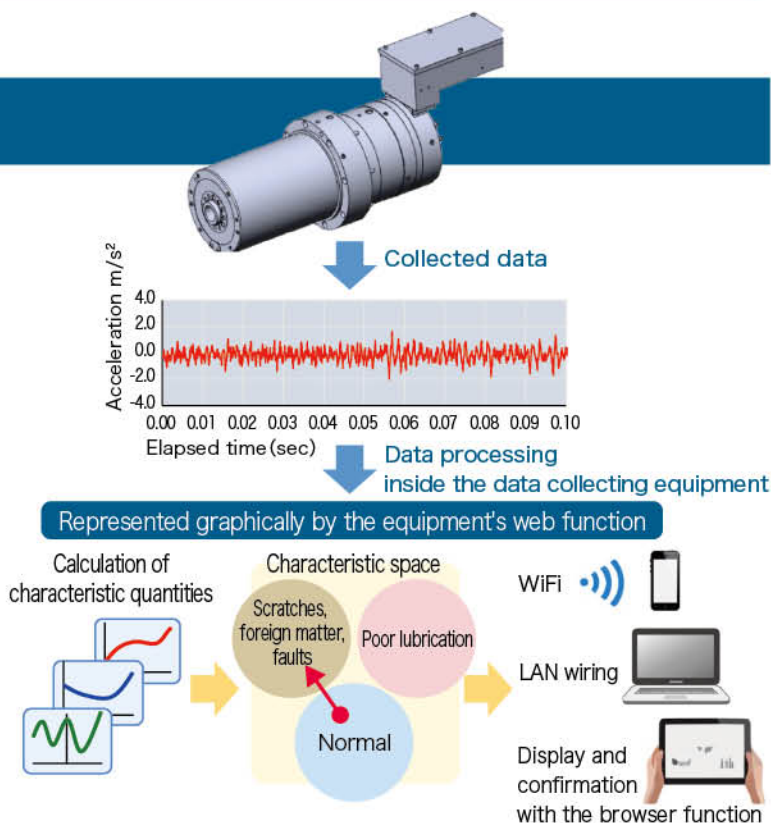 Collected data
Acceleration m/s²
4.0
2.0
0.0
-2.0
-4.0
0.00 0.01 0.02 0.03 0.04 0.05 0.06 0.07 0.08 0.09 0.10
Elapsed time(sec)
Data processing
inside the data collecting equipment
Represented graphically by the equipment's web function
Calculation of
characteristic quantities
Characteristic space
Scratches,
foreign matter,
faults
Poor lubrication
Normal
WiFi
LAN wiring
Display and
confirmation
with the browser function